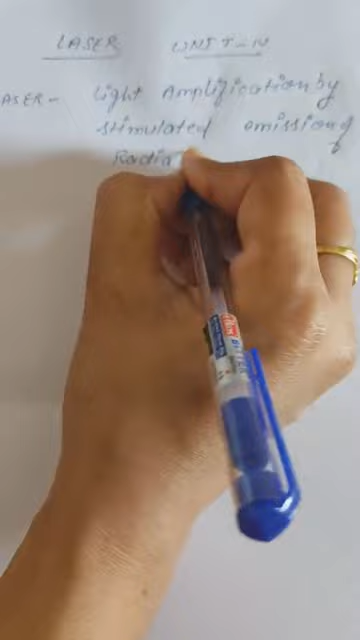 LASER UNIT-IV
ASER- Light Amplification by
stimulated emission of
Radia